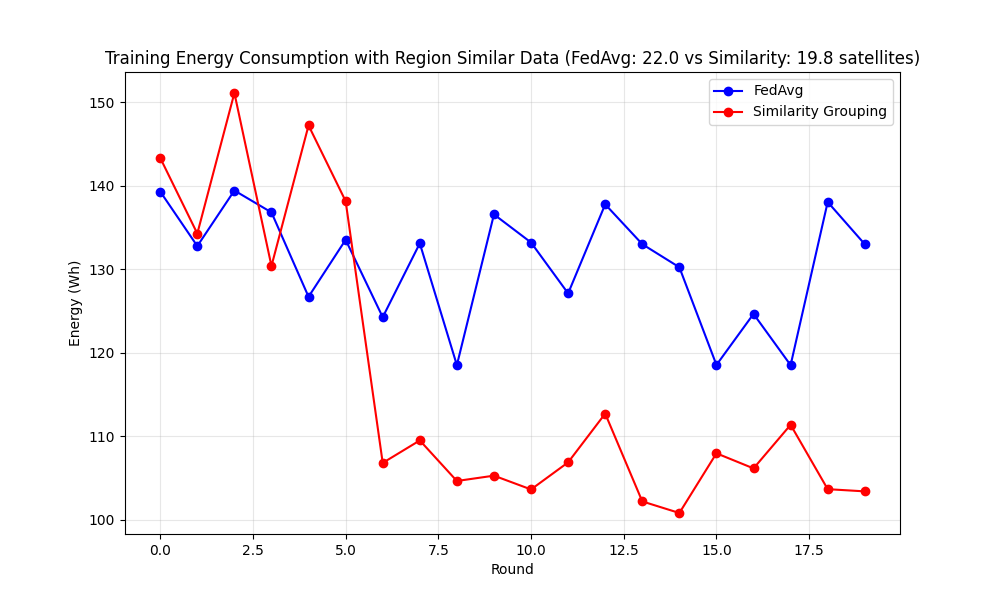 Training Energy Consumption with Region Similar Data (FedAvg: 22.0 vs Similarity: 19.8 satellites)
FedAvg
Similarity Grouping
Energy (Wh)
150
140
130
120
110
100
0.0 2.5 5.0 7.5 10.0 12.5 15.0 17.5
Round